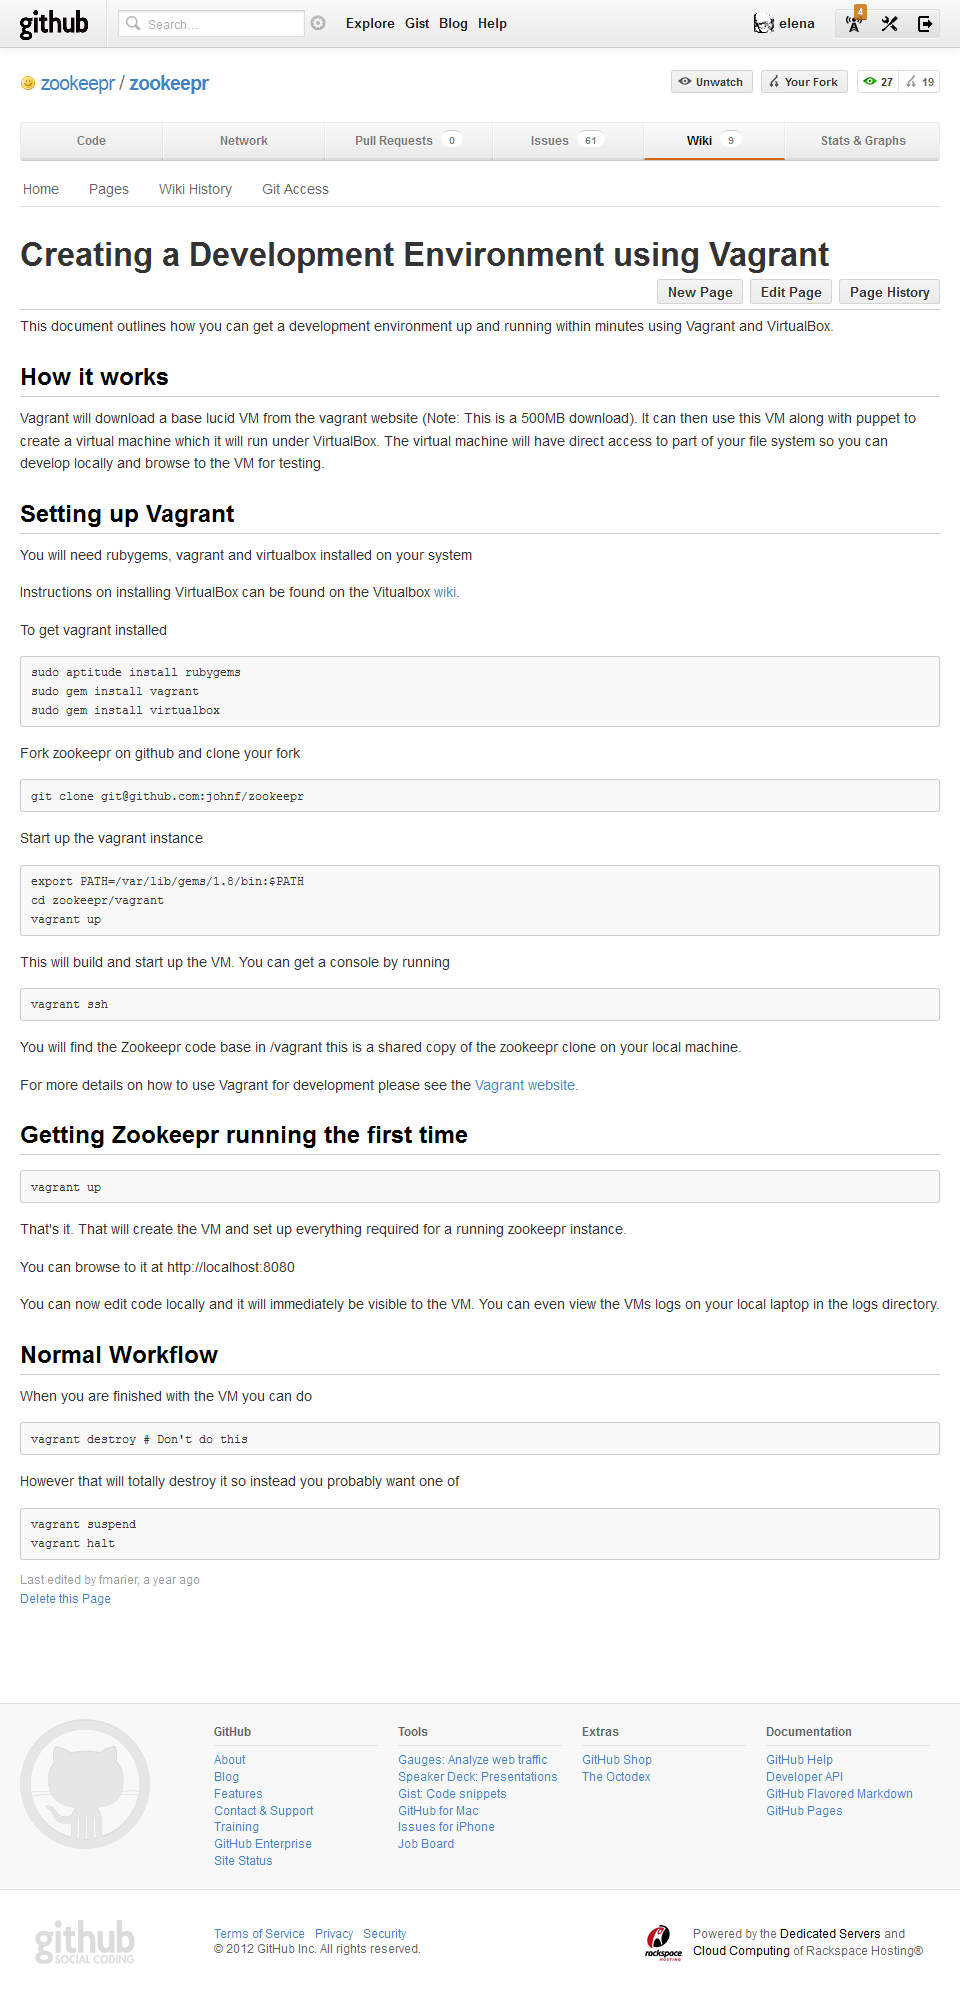 github Search... Explore Gist Blog Help elena 4
zookeepr / zookeepr Unwatch Your Fork 27 19
Code Network Pull Requests 0 Issues 61 Wiki 9 Stats & Graphs
Home Pages Wiki History Git Access
Creating a Development Environment using Vagrant
New Page Edit Page Page History
This document outlines how you can get a development environment up and running within minutes using Vagrant and VirtualBox.
How it works
Vagrant will download a base lucid VM from the vagrant website (Note: This is a 500MB download). It can then use this VM along with puppet to
create a virtual machine which it will run under VirtualBox. The virtual machine will have direct access to part of your file system so you can
develop locally and browse to the VM for testing.
Setting up Vagrant
You will need rubygems, vagrant and virtualbox installed on your system
Instructions on installing VirtualBox can be found on the Vitualbox wiki.
To get vagrant installed
sudo aptitude install rubygems
sudo gem install vagrant
sudo gem install virtualbox
Fork zookeepr on github and clone your fork
git clone git@github.com:johnf/zookeepr
Start up the vagrant instance
export PATH=/var/lib/gems/1.8/bin:$PATH
cd zookeepr/vagrant
vagrant up
This will build and start up the VM. You can get a console by running
vagrant ssh
You will find the Zookeepr code base in /vagrant this is a shared copy of the zookeepr clone on your local machine.
For more details on how to use Vagrant for development please see the Vagrant website.
Getting Zookeepr running the first time
vagrant up
That's it. That will create the VM and set up everything required for a running zookeepr instance.
You can browse to it at http://localhost:8080
You can now edit code locally and it will immediately be visible to the VM. You can even view the VMs logs on your local laptop in the logs directory.
Normal Workflow
When you are finished with the VM you can do
vagrant destroy # Don't do this
However that will totally destroy it so instead you probably want one of
vagrant suspend
vagrant halt
Last edited by fmarier, a year ago
Delete this Page
GitHub
About
Blog
Features
Contact & Support
Training
GitHub Enterprise
Site Status
Tools
Gauges: Analyze web traffic
Speaker Deck: Presentations
Gist: Code snippets
GitHub for Mac
Issues for iPhone
Job Board
Extras
GitHub Shop
The Octodex
Documentation
GitHub Help
Developer API
GitHub Flavored Markdown
GitHub Pages
github
SOCIAL CODING
Terms of Service Privacy Security
© 2012 GitHub Inc. All rights reserved.
rackspace
HOSTING
Powered by the Dedicated Servers and
Cloud Computing of Rackspace Hosting®